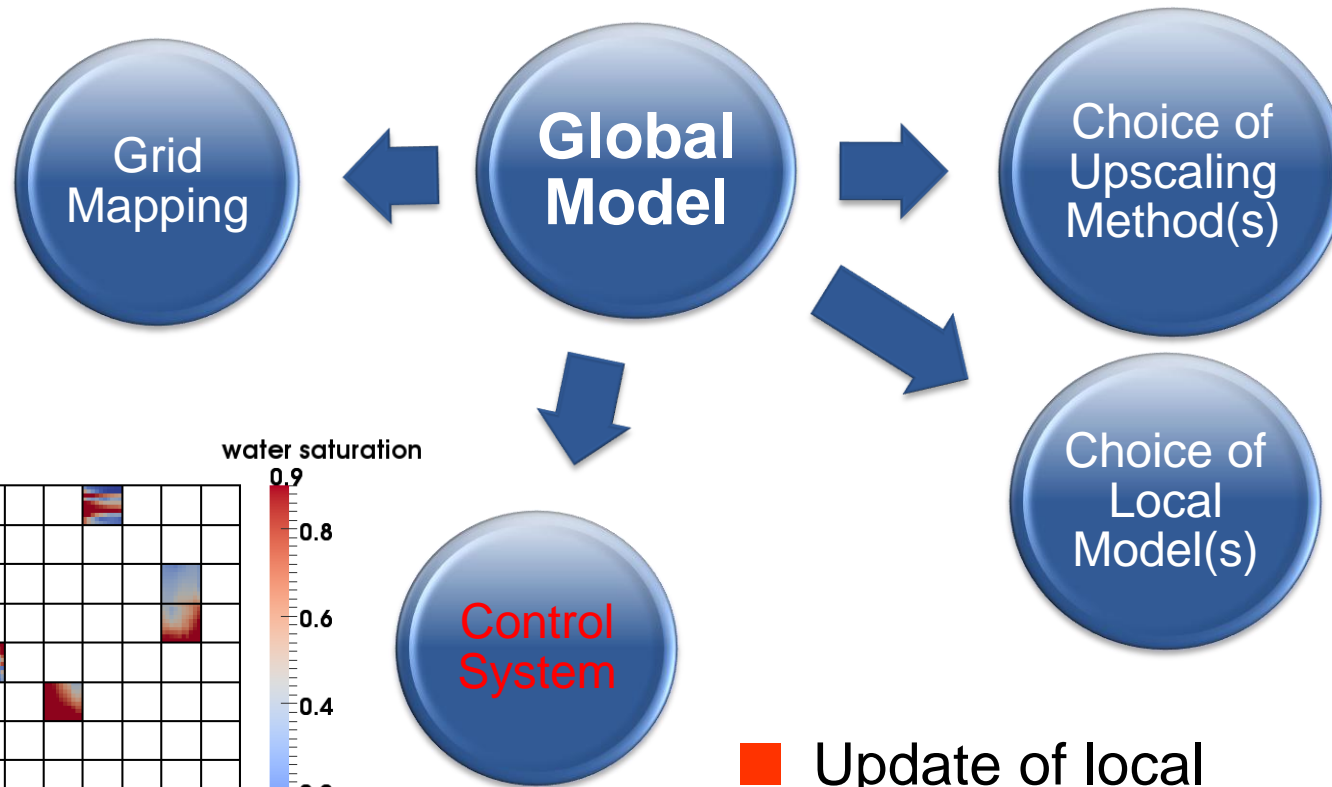 Grid
Mapping
Global
Model
Choice of
Upscaling
Method(s)
Choice of
Local
Model(s)
water saturation
0.9
0.8
0.6
0.4
Control
System
Update of local